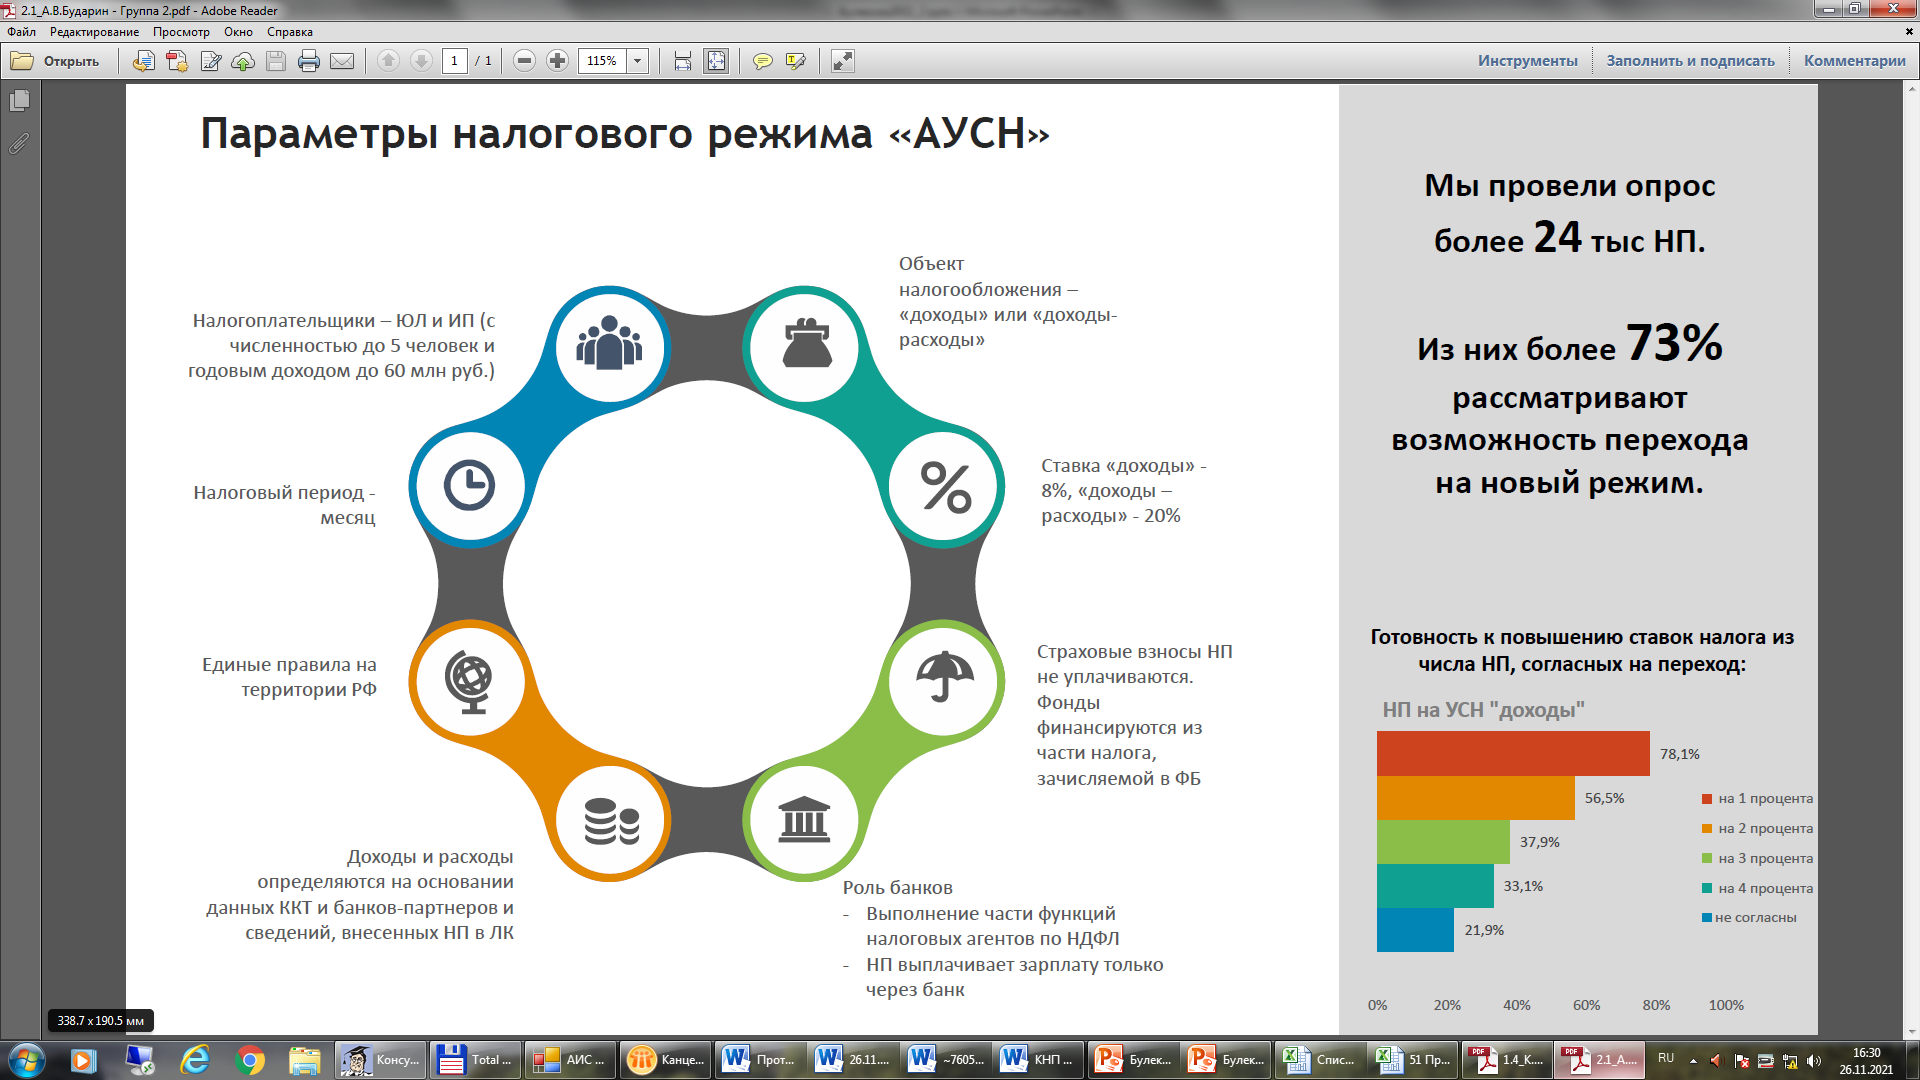 2.1_А.В.Бударин - Группа 2.pdf - Adobe Reader
Файл Редактирование Просмотр Окно Справка
Открыть 1 / 1 115% Инструменты Заполнить и подписать Комментарии
Параметры налогового режима «АУСН»
Налогоплательщики – ЮЛ и ИП (с
численностью до 5 человек и
годовым доходом до 60 млн руб.)
Объект
налогообложения –
«доходы» или «доходы-
расходы»
Налоговый период -
месяц
Ставка «доходы» -
8%, «доходы –
расходы» - 20%
Единые правила на
территории РФ
Страховые взносы НП
не уплачиваются.
Фонды
финансируются из
части налога,
зачисляемой в ФБ
Доходы и расходы
определяются на основании
данных ККТ и банков-партнеров и
сведений, внесенных НП в ЛК
Роль банков
- Выполнение части функций
налоговых агентов по НДФЛ
- НП выплачивает зарплату только
через банк
Мы провели опрос
более 24 тыс НП.
Из них более 73%
рассматривают
возможность перехода
на новый режим.
Готовность к повышению ставок налога из
числа НП, согласных на переход:
НП на УСН "доходы"
78,1%
56,5%
37,9%
33,1%
21,9%
на 1 процента
на 2 процента
на 3 процента
на 4 процента
не согласны
0% 20% 40% 60% 80% 100%
338.7 x 190.5 мм
Консу... Total ... АИС ... Канце... Прот... 26.11.... ~7605... КНП ... Булек... Булек... Спис... 51 Пр... 1.4_К.... 2.1_А.... RU 16:30
26.11.2021